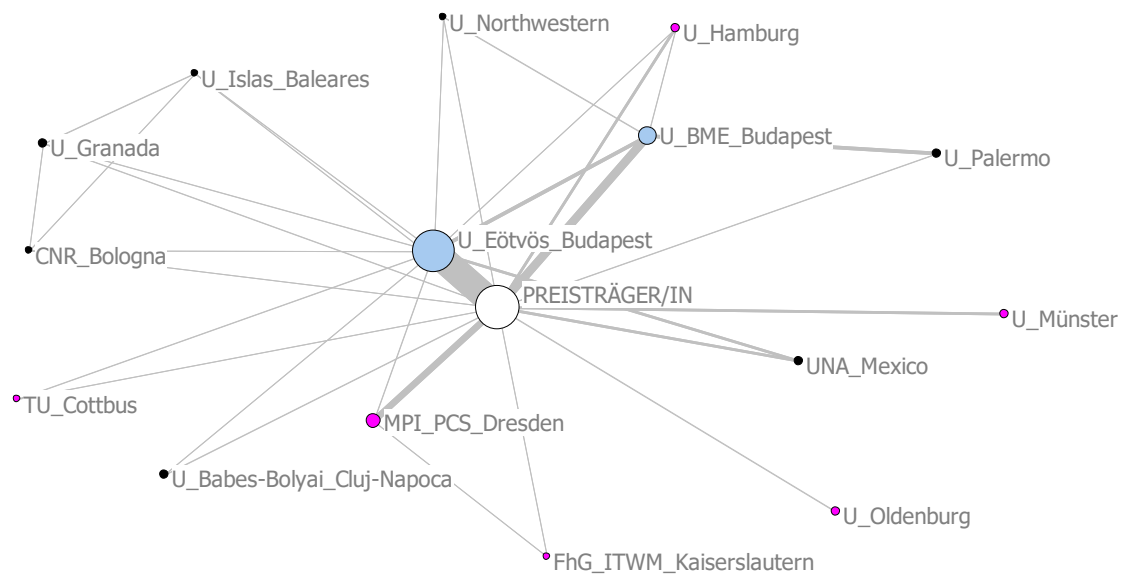 U_Northwestern
U_Hamburg
U_Islas_Baleares
U_BME_Budapest
U_Granada
U_Palermo
U_Eötvös_Budapest
CNR_Bologna
PREISTRÄGER/IN
U_Münster
UNA_Mexico
TU_Cottbus
MPI_PCS_Dresden
U_Babes-Bolyai_Cluj-Napoca
U_Oldenburg
FhG_ITWM_Kaiserslautern